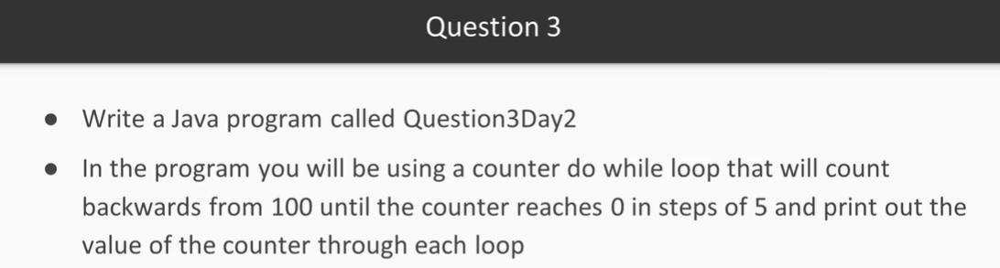 Question 3
● Write a Java program called Question3Day2
● In the program you will be using a counter do while loop that will count
backwards from 100 until the counter reaches 0 in steps of 5 and print out the
value of the counter through each loop